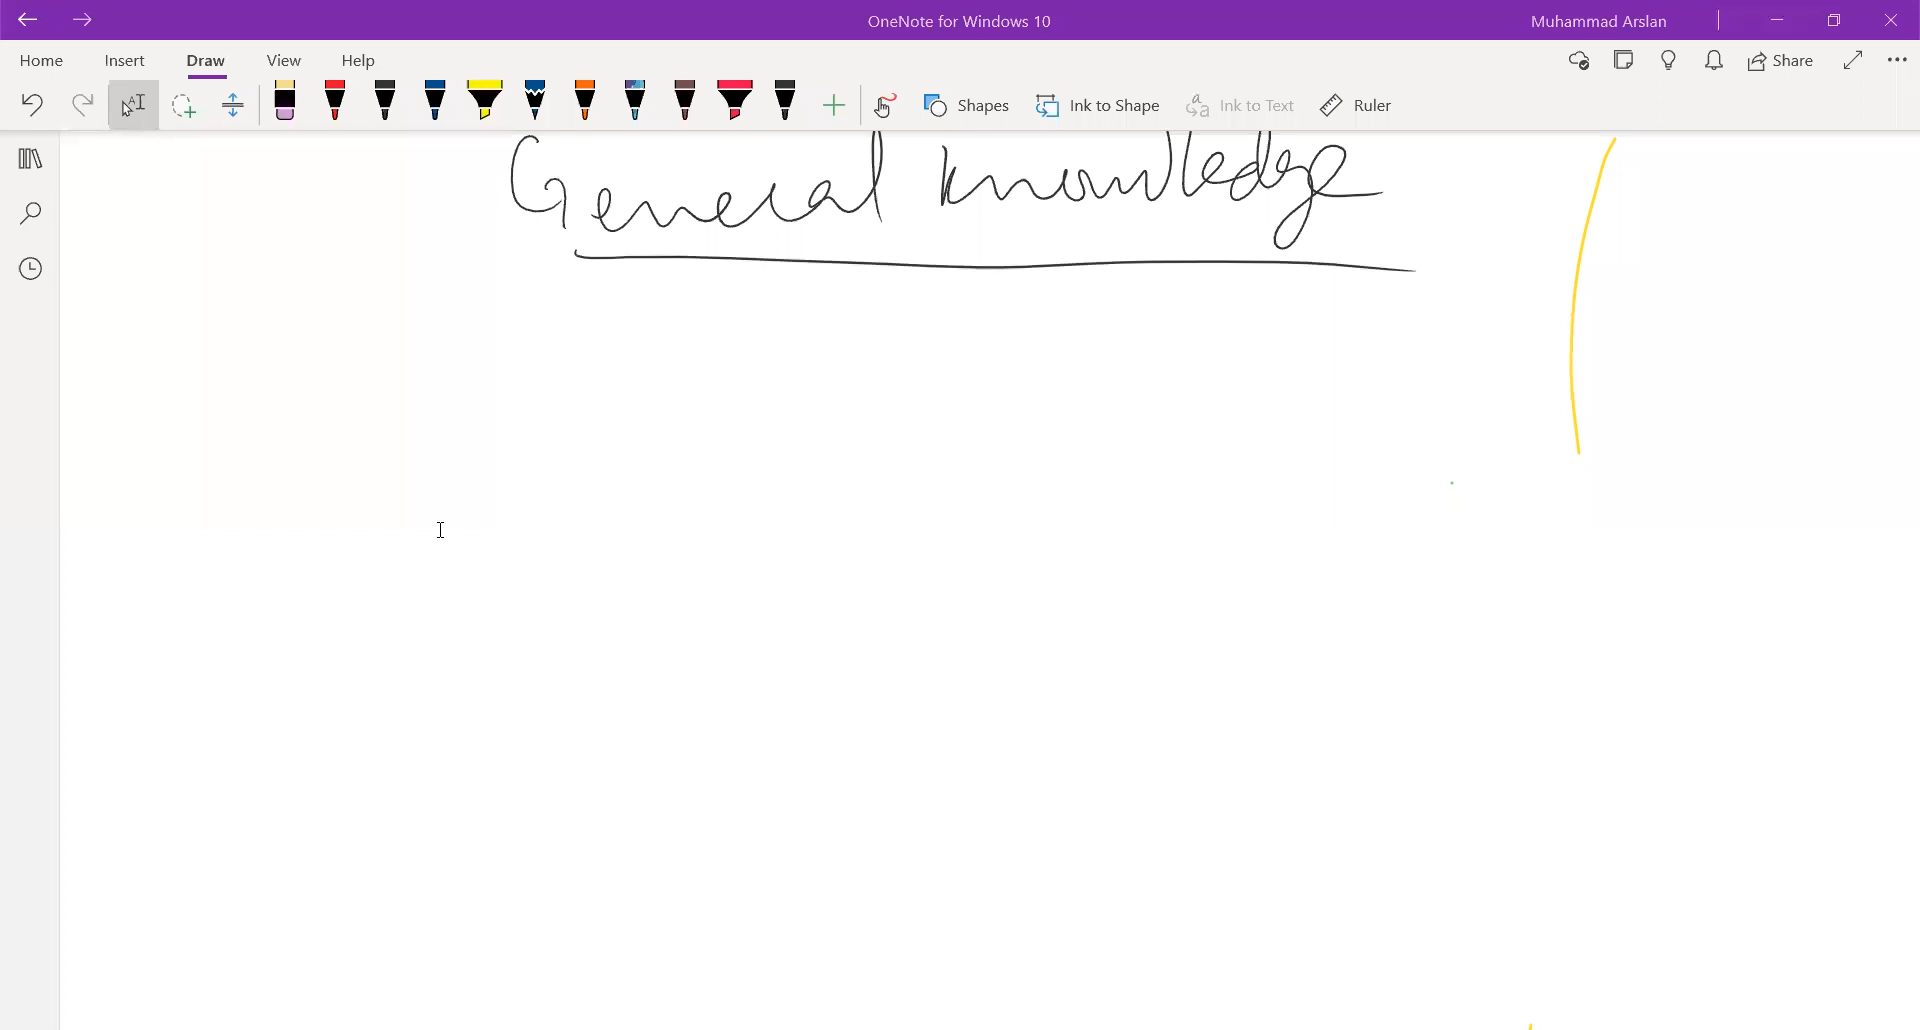 OneNote for Windows 10
Muhammad Arslan
Home Insert Draw View Help
Share
Shapes Ink to Shape Ink to Text Ruler
General Knowledge